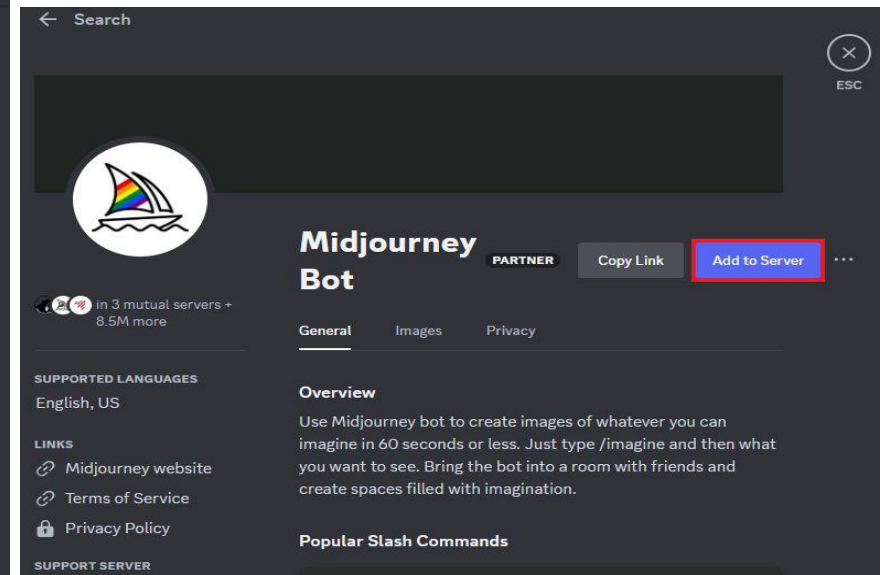 Search
ESC
Midjourney
Bot
PARTNER
Copy Link
Add to Server
in 3 mutual servers +
8.5M more
General Images Privacy
SUPPORTED LANGUAGES
English, US
LINKS
Midjourney website
Terms of Service
Privacy Policy
SUPPORT SERVER
Overview
Use Midjourney bot to create images of whatever you can
imagine in 60 seconds or less. Just type /imagine and then what
you want to see. Bring the bot into a room with friends and
create spaces filled with imagination.
Popular Slash Commands